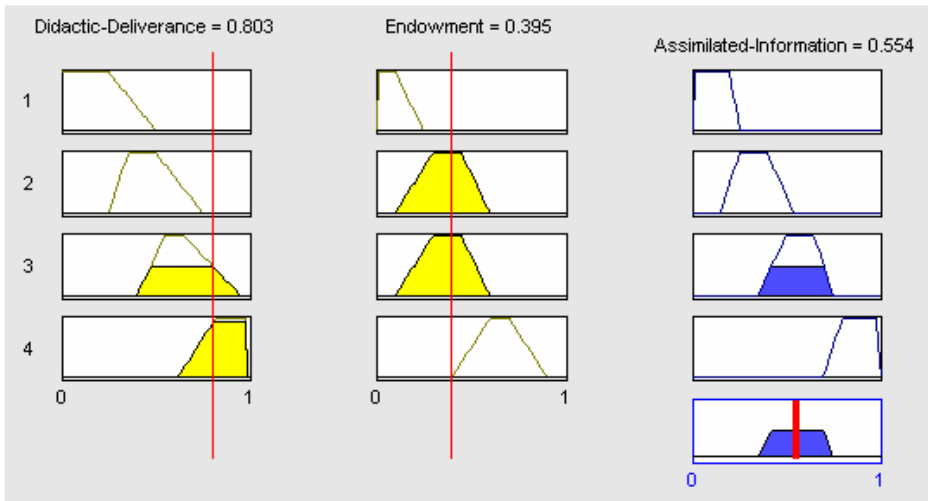 Didactic-Deliverance = 0.803
Endowment = 0.395
Assimilated-Information = 0.554
1
2
3
4
0 1
0 1
0 1